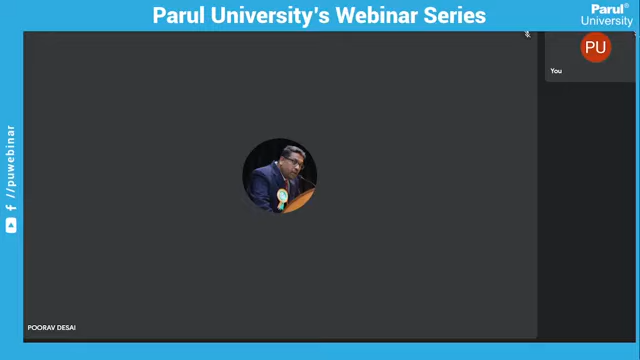 Parul University's Webinar Series
Parul®
University
PU
You
//puwebinar
POORAV DESAI